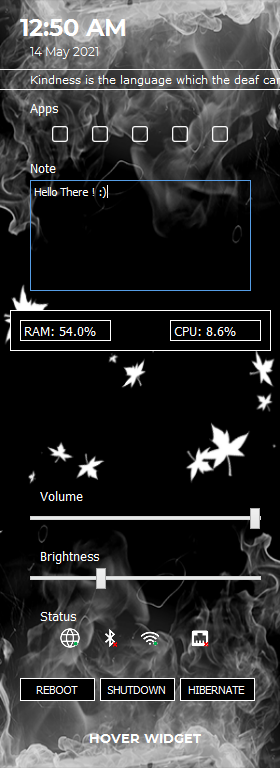 12:50 AM
14 May 2021
Kindness is the language which the deaf can
Apps
Note
Hello There ! :)
RAM: 54.0% CPU: 8.6%
Volume
Brightness
Status
REBOOT SHUTDOWN HIBERNATE
HOVER WIDGET